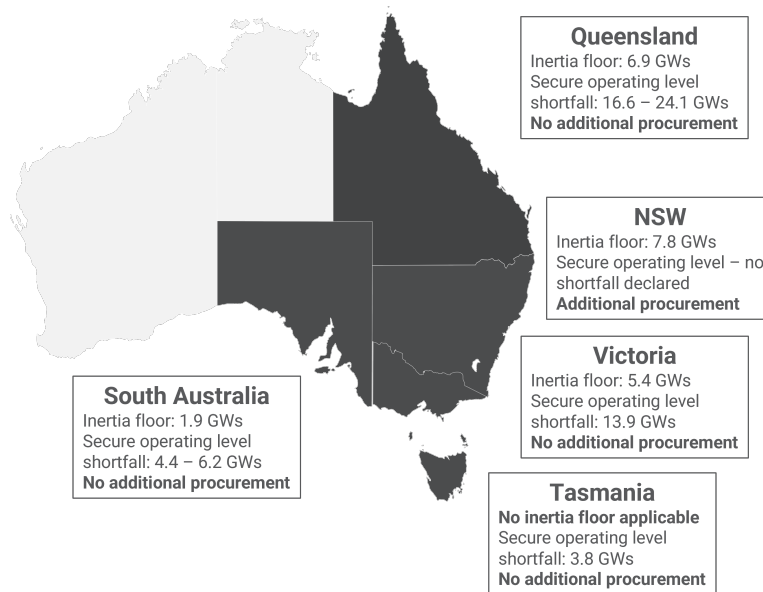 Queensland
Inertia floor: 6.9 GWs
Secure operating level
shortfall: 16.6 – 24.1 GWs
No additional procurement
NSW
Inertia floor: 7.8 GWs
Secure operating level – no
shortfall declared
Additional procurement
Victoria
Inertia floor: 5.4 GWs
Secure operating level
shortfall: 13.9 GWs
No additional procurement
South Australia
Inertia floor: 1.9 GWs
Secure operating level
shortfall: 4.4 – 6.2 GWs
No additional procurement
Tasmania
No inertia floor applicable
Secure operating level
shortfall: 3.8 GWs
No additional procurement